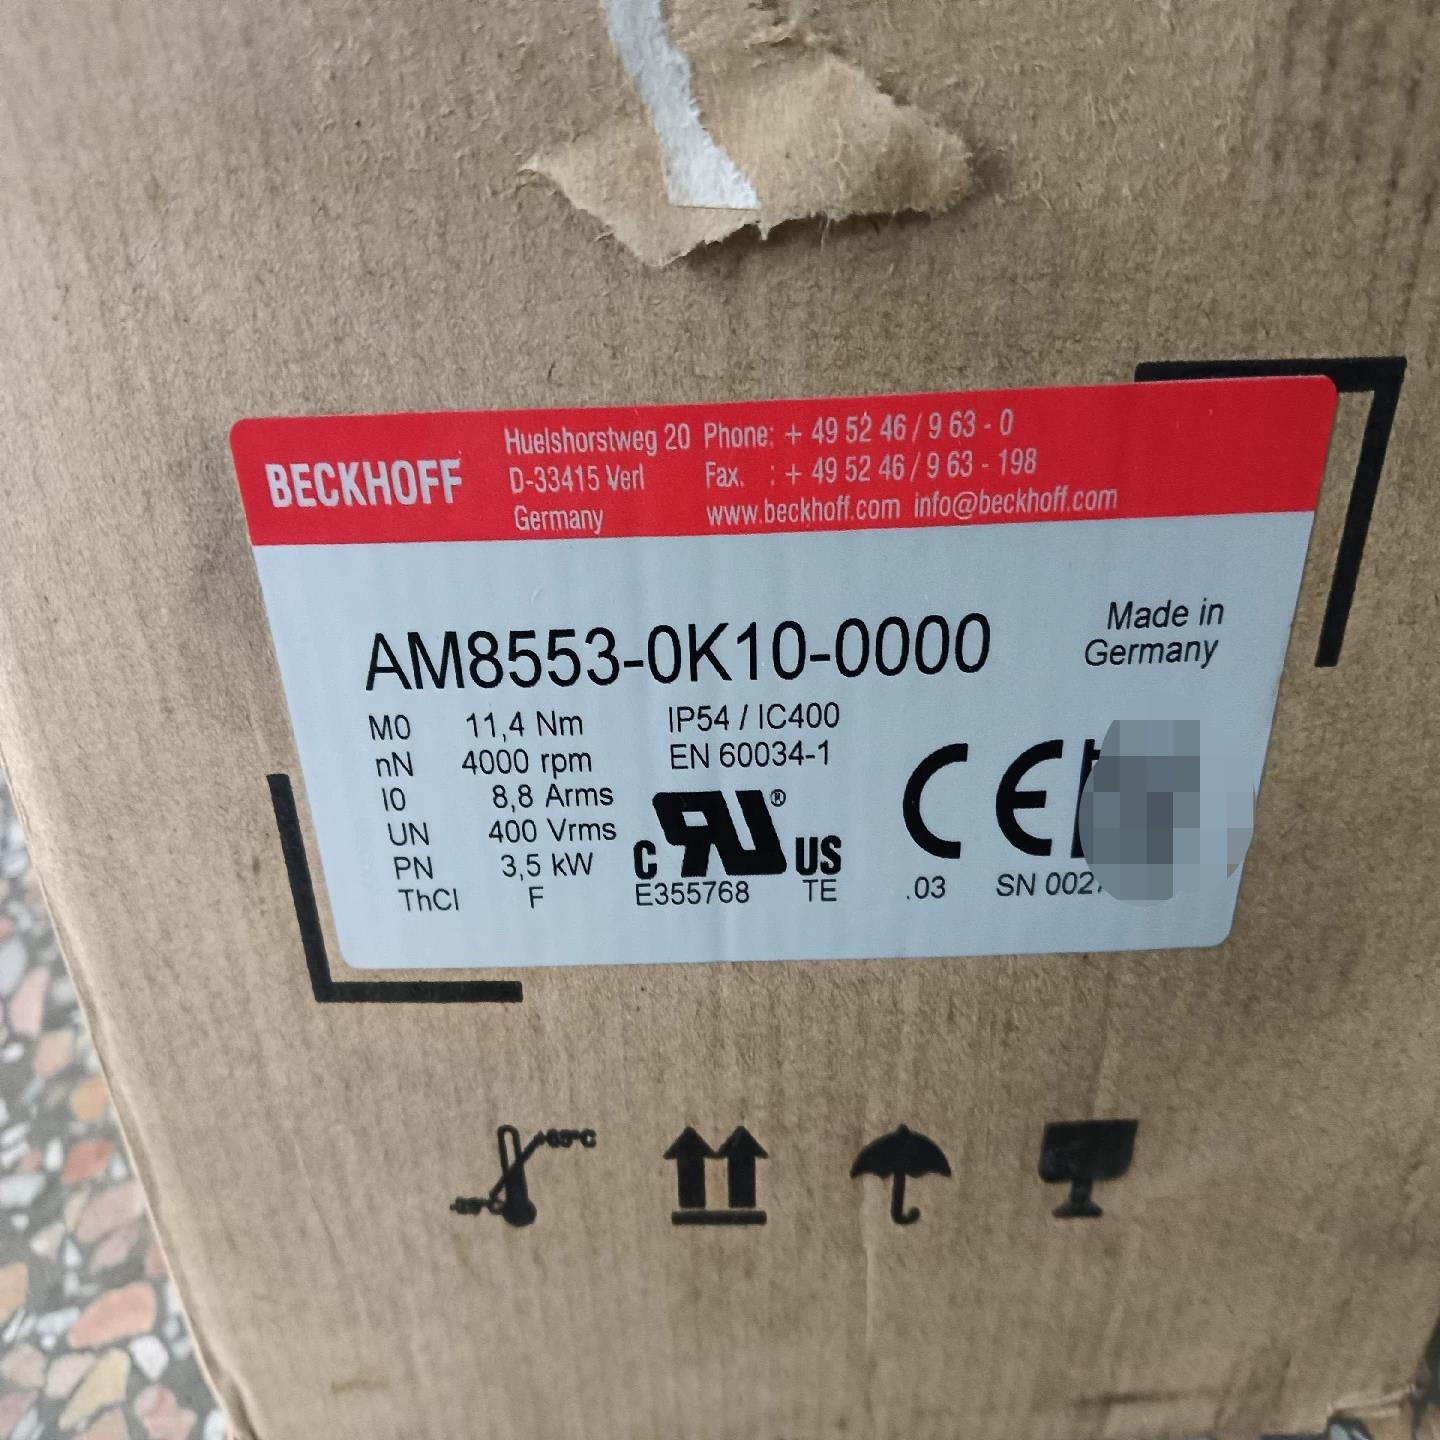 BECKHOFF
Huelshorstweg 20 Phone: + 49 52 46 / 9 63 - 0
D-33415 Verl Fax. : + 49 52 46 / 9 63 - 198
Germany www.beckhoff.com info@beckhoff.com
AM8553-0K10-0000
Made in
Germany
M0 11,4 Nm IP54 / IC400
nN 4000 rpm EN 60034-1
I0 8,8 Arms
UN 400 Vrms
PN 3,5 kW
ThCl F
C RU ® US
CE
E355768 TE .03 SN 002